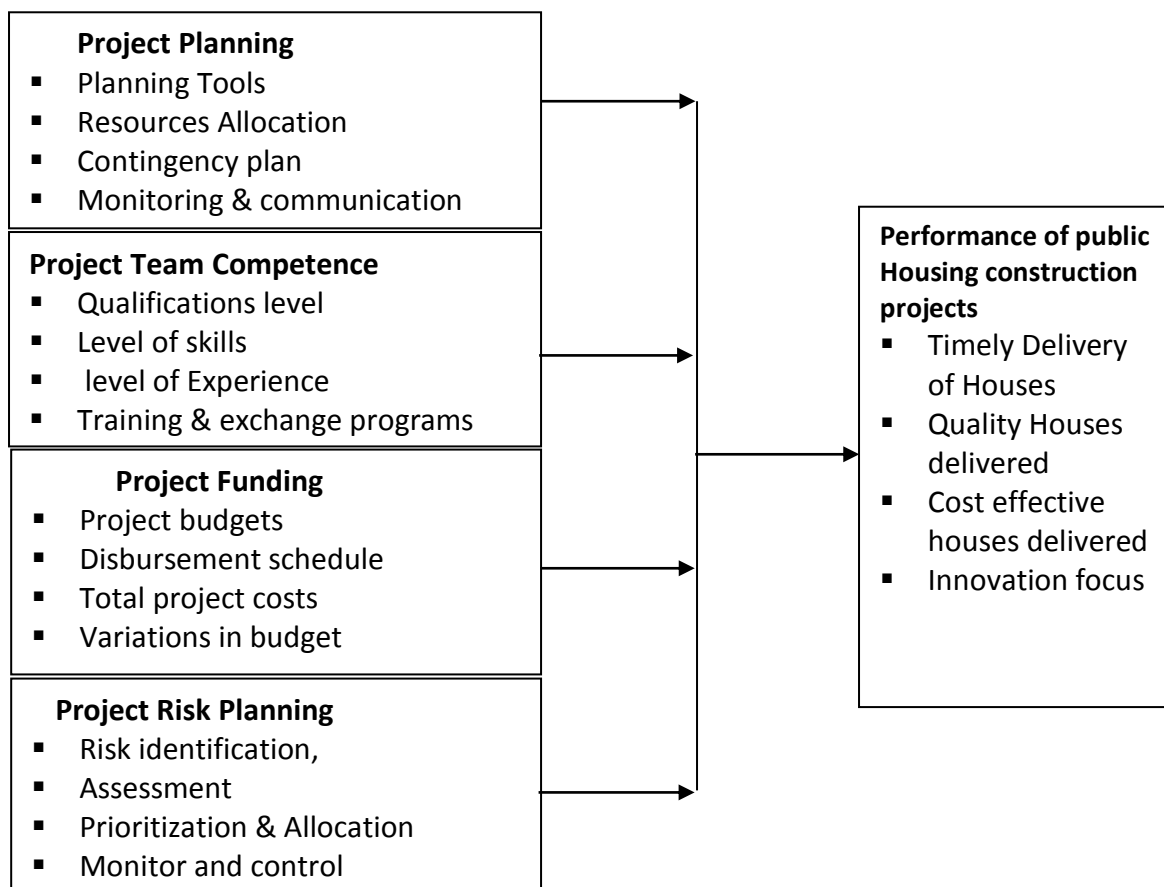 Project Planning
▪ Planning Tools
▪ Resources Allocation
▪ Contingency plan
▪ Monitoring & communication
Project Team Competence
▪ Qualifications level
▪ Level of skills
▪ level of Experience
▪ Training & exchange programs
Project Funding
▪ Project budgets
▪ Disbursement schedule
▪ Total project costs
▪ Variations in budget
Project Risk Planning
▪ Risk identification,
▪ Assessment
▪ Prioritization & Allocation
▪ Monitor and control
Performance of public
Housing construction
projects
▪ Timely Delivery
of Houses
▪ Quality Houses
delivered
▪ Cost effective
houses delivered
▪ Innovation focus